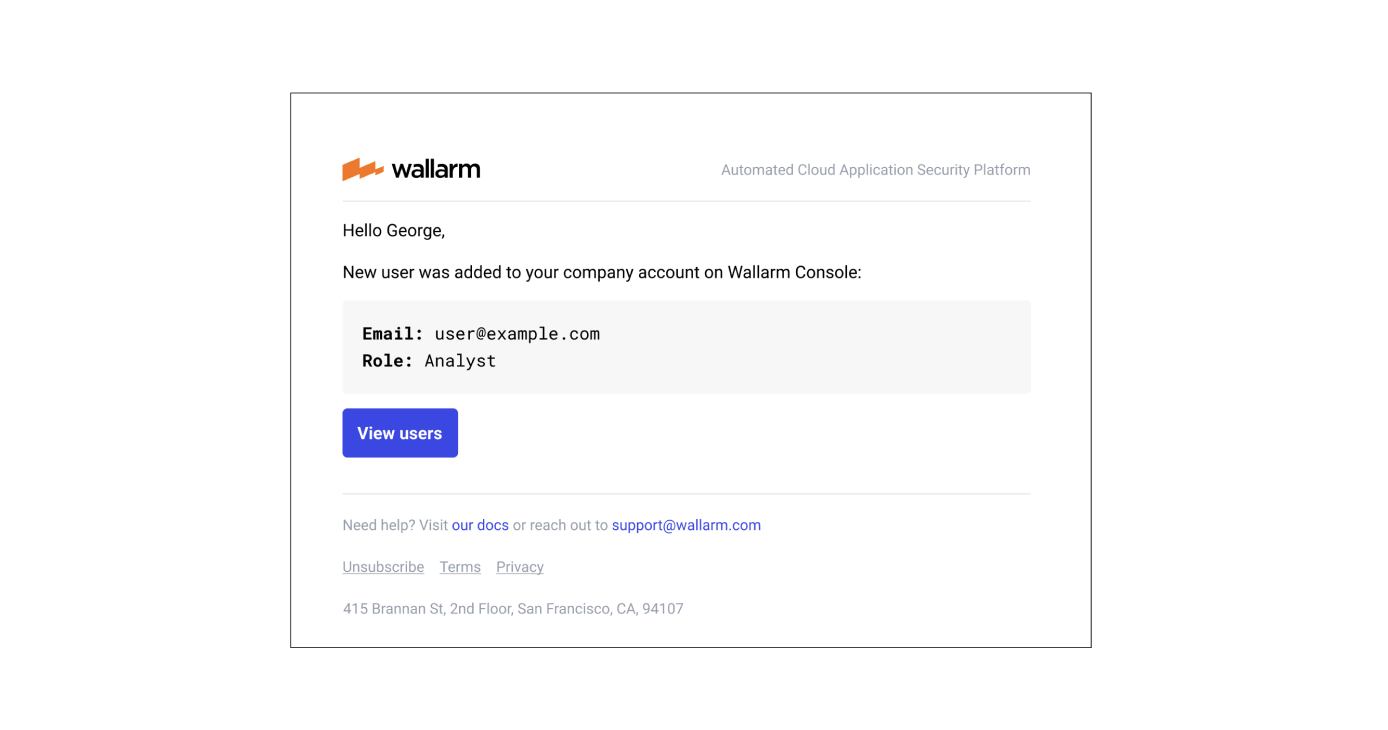 wallarm
Automated Cloud Application Security Platform
Hello George,
New user was added to your company account on Wallarm Console:
Email: user@example.com
Role: Analyst
View users
Need help? Visit our docs or reach out to support@wallarm.com
Unsubscribe Terms Privacy
415 Brannan St, 2nd Floor, San Francisco, CA, 94107